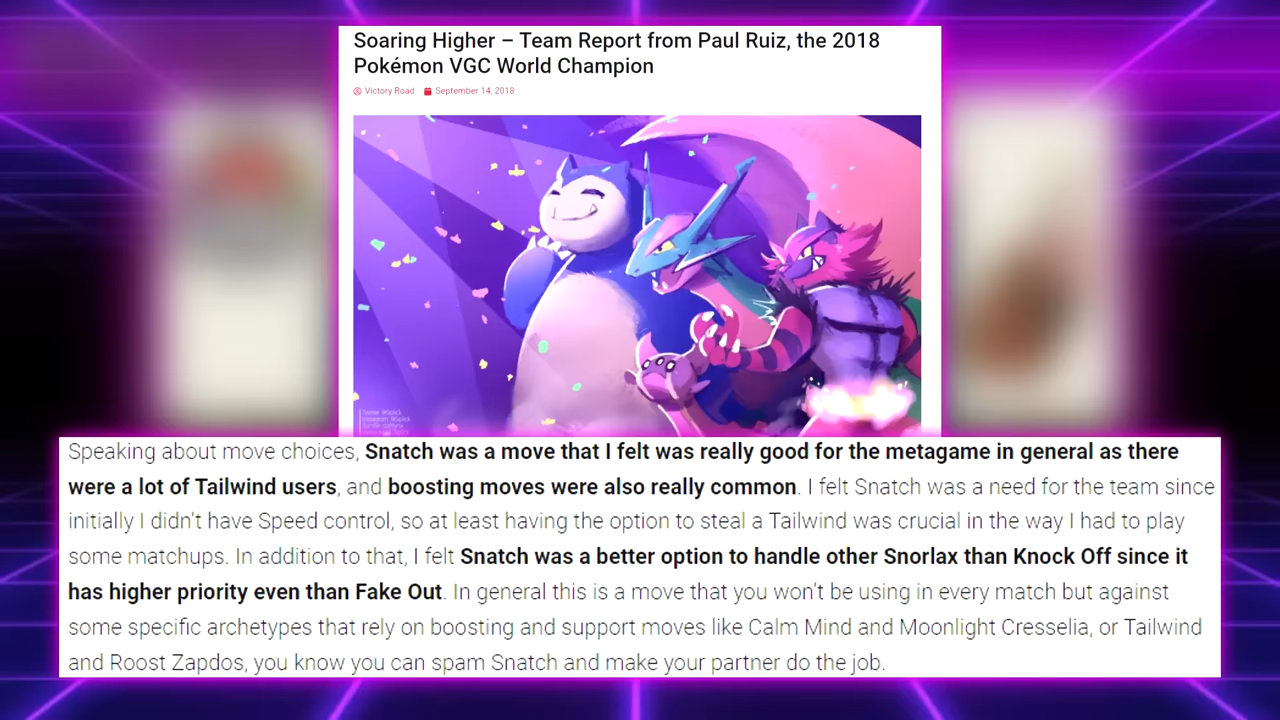 Soaring Higher – Team Report from Paul Ruiz, the 2018
Pokémon VGC World Champion
Victory Road September 14, 2018
Speaking about move choices, Snatch was a move that I felt was really good for the metagame in general as there
were a lot of Tailwind users, and boosting moves were also really common. I felt Snatch was a need for the team since
initially I didn't have Speed control, so at least having the option to steal a Tailwind was crucial in the way I had to play
some matchups. In addition to that, I felt Snatch was a better option to handle other Snorlax than Knock Off since it
has higher priority even than Fake Out. In general this is a move that you won't be using in every match but against
some specific archetypes that rely on boosting and support moves like Calm Mind and Moonlight Cresselia, or Tailwind
and Roost Zapdos, you know you can spam Snatch and make your partner do the job.